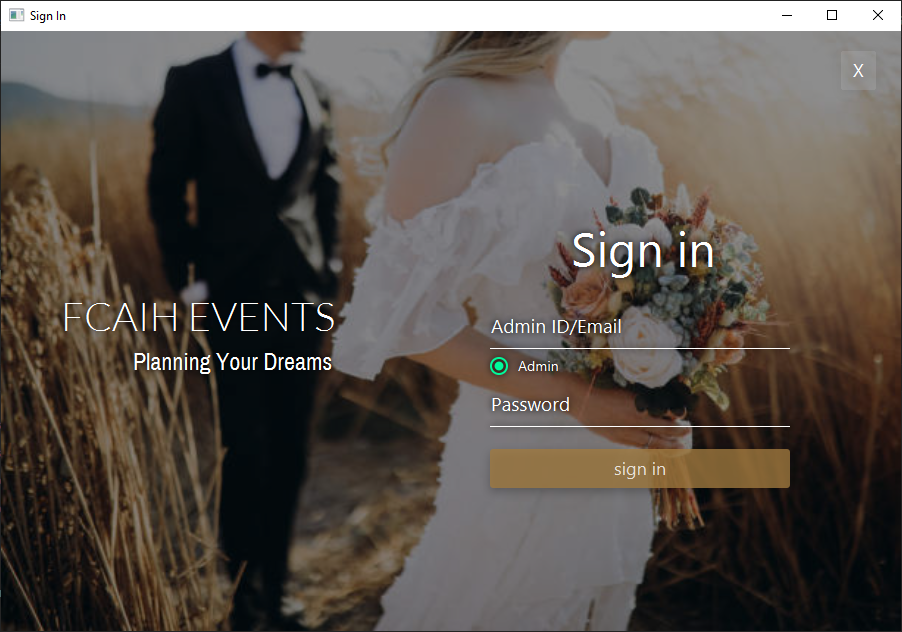 Sign In
X
FCAIH EVENTS
Planning Your Dreams
Sign in
Admin ID/Email
Admin
Password
sign in